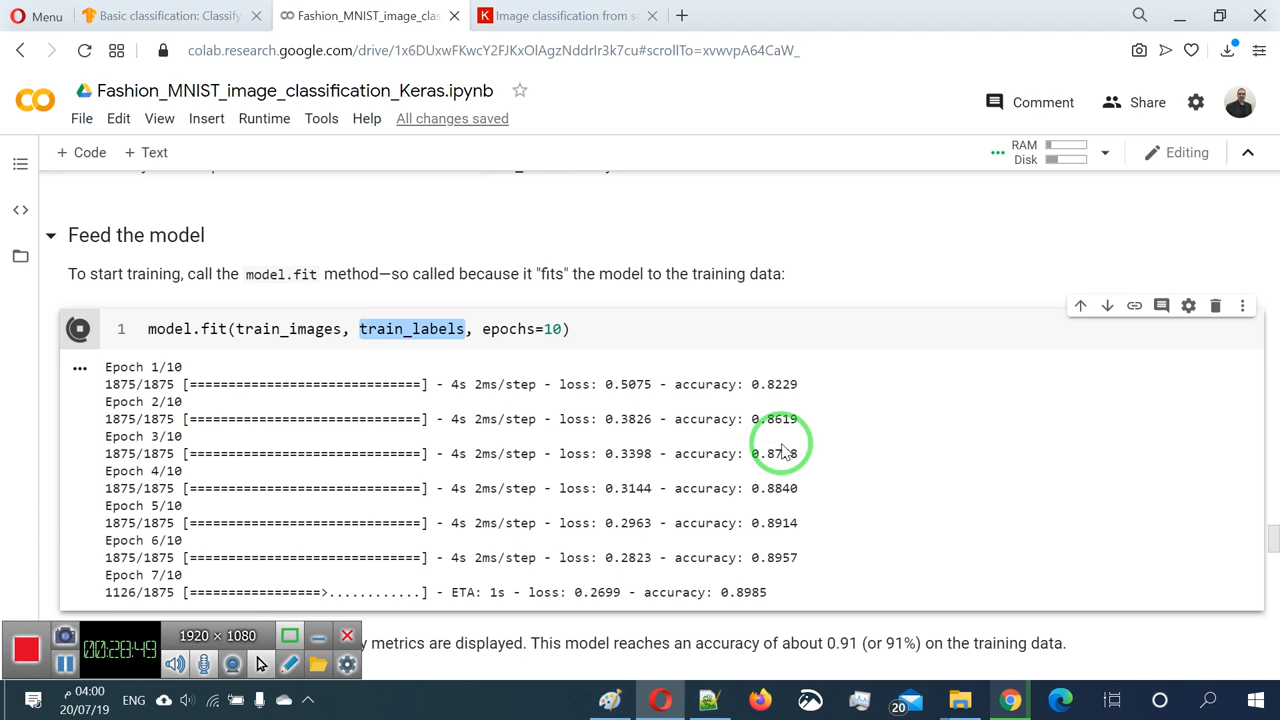 Menu
Basic classification: Classify
Fashion_MNIST_image_clas
Image classification from s
colab.research.google.com/drive/1x6DUxwFKwcY2FJKxOlAgzNddrIr3k7cu#scrollTo=xvwvpA64CaW_
Fashion_MNIST_image_classification_Keras.ipynb
Comment
Share
File Edit View Insert Runtime Tools Help All changes saved
+ Code + Text
RAM
Disk
Editing
Feed the model
To start training, call the model.fit method—so called because it "fits" the model to the training data:
1 model.fit(train_images, train_labels, epochs=10)
Epoch 1/10
1875/1875 [==============================] - 4s 2ms/step - loss: 0.5075 - accuracy: 0.8229
Epoch 2/10
1875/1875 [==============================] - 4s 2ms/step - loss: 0.3826 - accuracy: 0.8619
Epoch 3/10
1875/1875 [==============================] - 4s 2ms/step - loss: 0.3398 - accuracy:
Epoch 4/10
1875/1875 [==============================] - 4s 2ms/step - loss: 0.3144 - accuracy: 0.8840
Epoch 5/10
1875/1875 [==============================] - 4s 2ms/step - loss: 0.2963 - accuracy: 0.8914
Epoch 6/10
1875/1875 [==============================] - 4s 2ms/step - loss: 0.2823 - accuracy: 0.8957
Epoch 7/10
1126/1875 [=================>............] - ETA: 1s - loss: 0.2699 - accuracy: 0.8985
metrics are displayed. This model reaches an accuracy of about 0.91 (or 91%) on the training data.
1920 × 1080
00:28:49
ENG
04:00 م
20/07/19
20